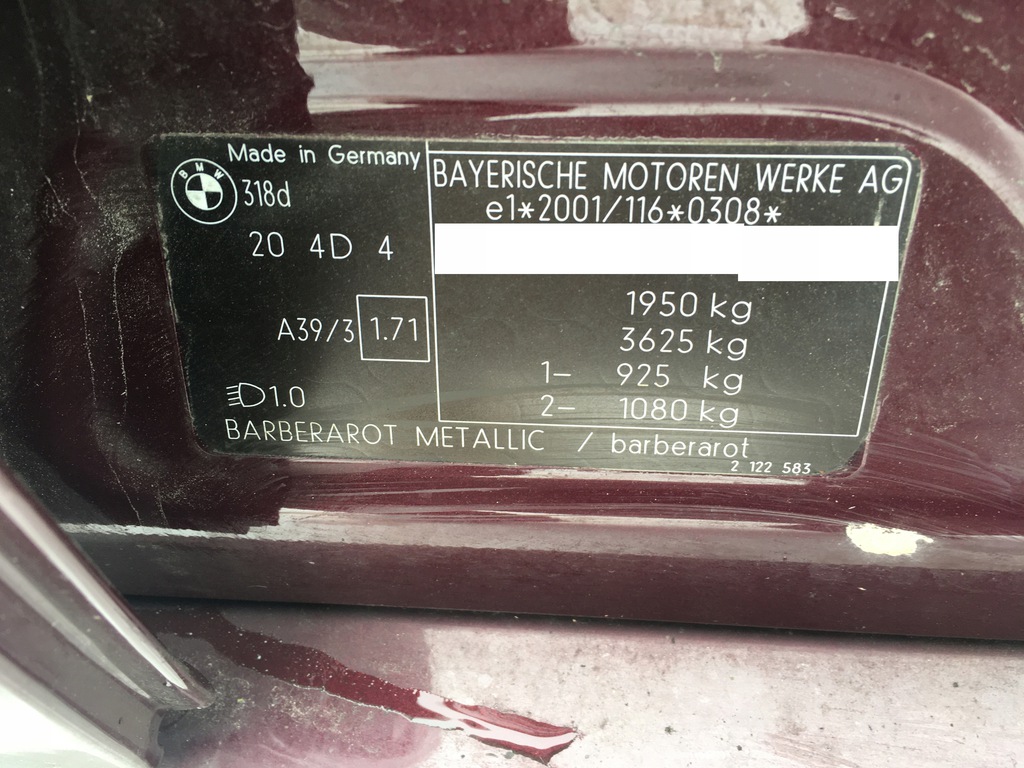 Made in Germany
BMW
318d
20 4D 4
A39/3 1.71
1.0
BAYERISCHE MOTOREN WERKE AG
e1*2001/116*0308*
1950 kg
3625 kg
1- 925 kg
2- 1080 kg
BARBERAROT METALLIC / barberarot
2 122 583